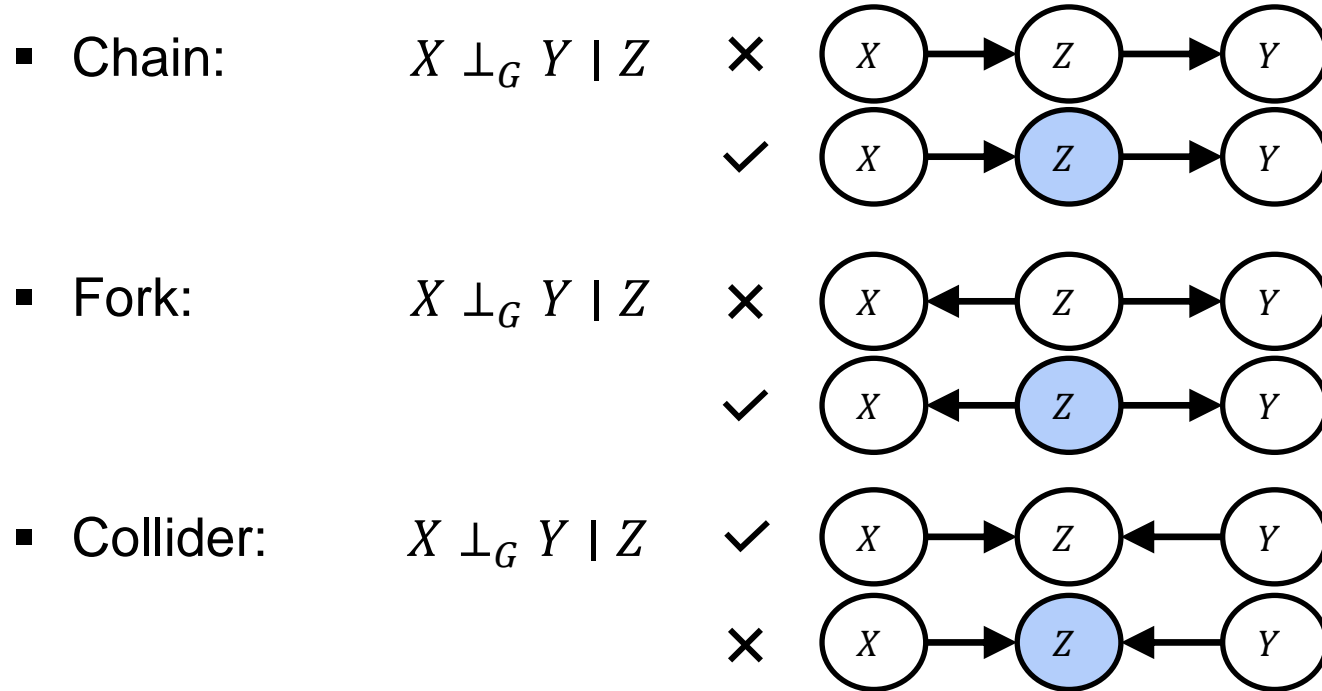 ▪ Chain: X ⊥_G Y | Z ✕ X Z Y
✓ X Z Y
▪ Fork: X ⊥_G Y | Z ✕ X Z Y
✓ X Z Y
▪ Collider: X ⊥_G Y | Z ✓ X Z Y
✕ X Z Y